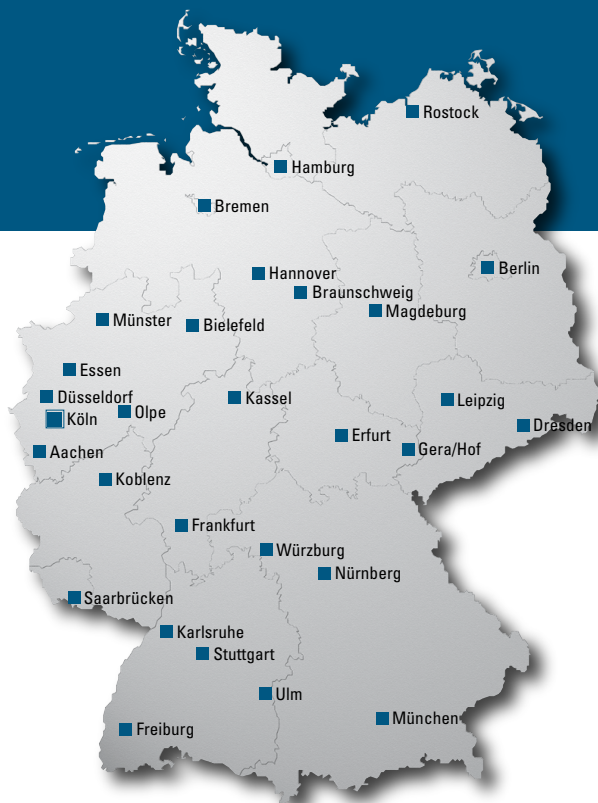 Rostock
Hamburg
Bremen
Berlin
Hannover
Braunschweig
Magdeburg
Münster
Bielefeld
Essen
Düsseldorf
Kassel
Leipzig
Olpe
Köln
Dresden
Erfurt
Gera/Hof
Aachen
Koblenz
Frankfurt
Würzburg
Nürnberg
Saarbrücken
Karlsruhe
Stuttgart
Ulm
München
Freiburg